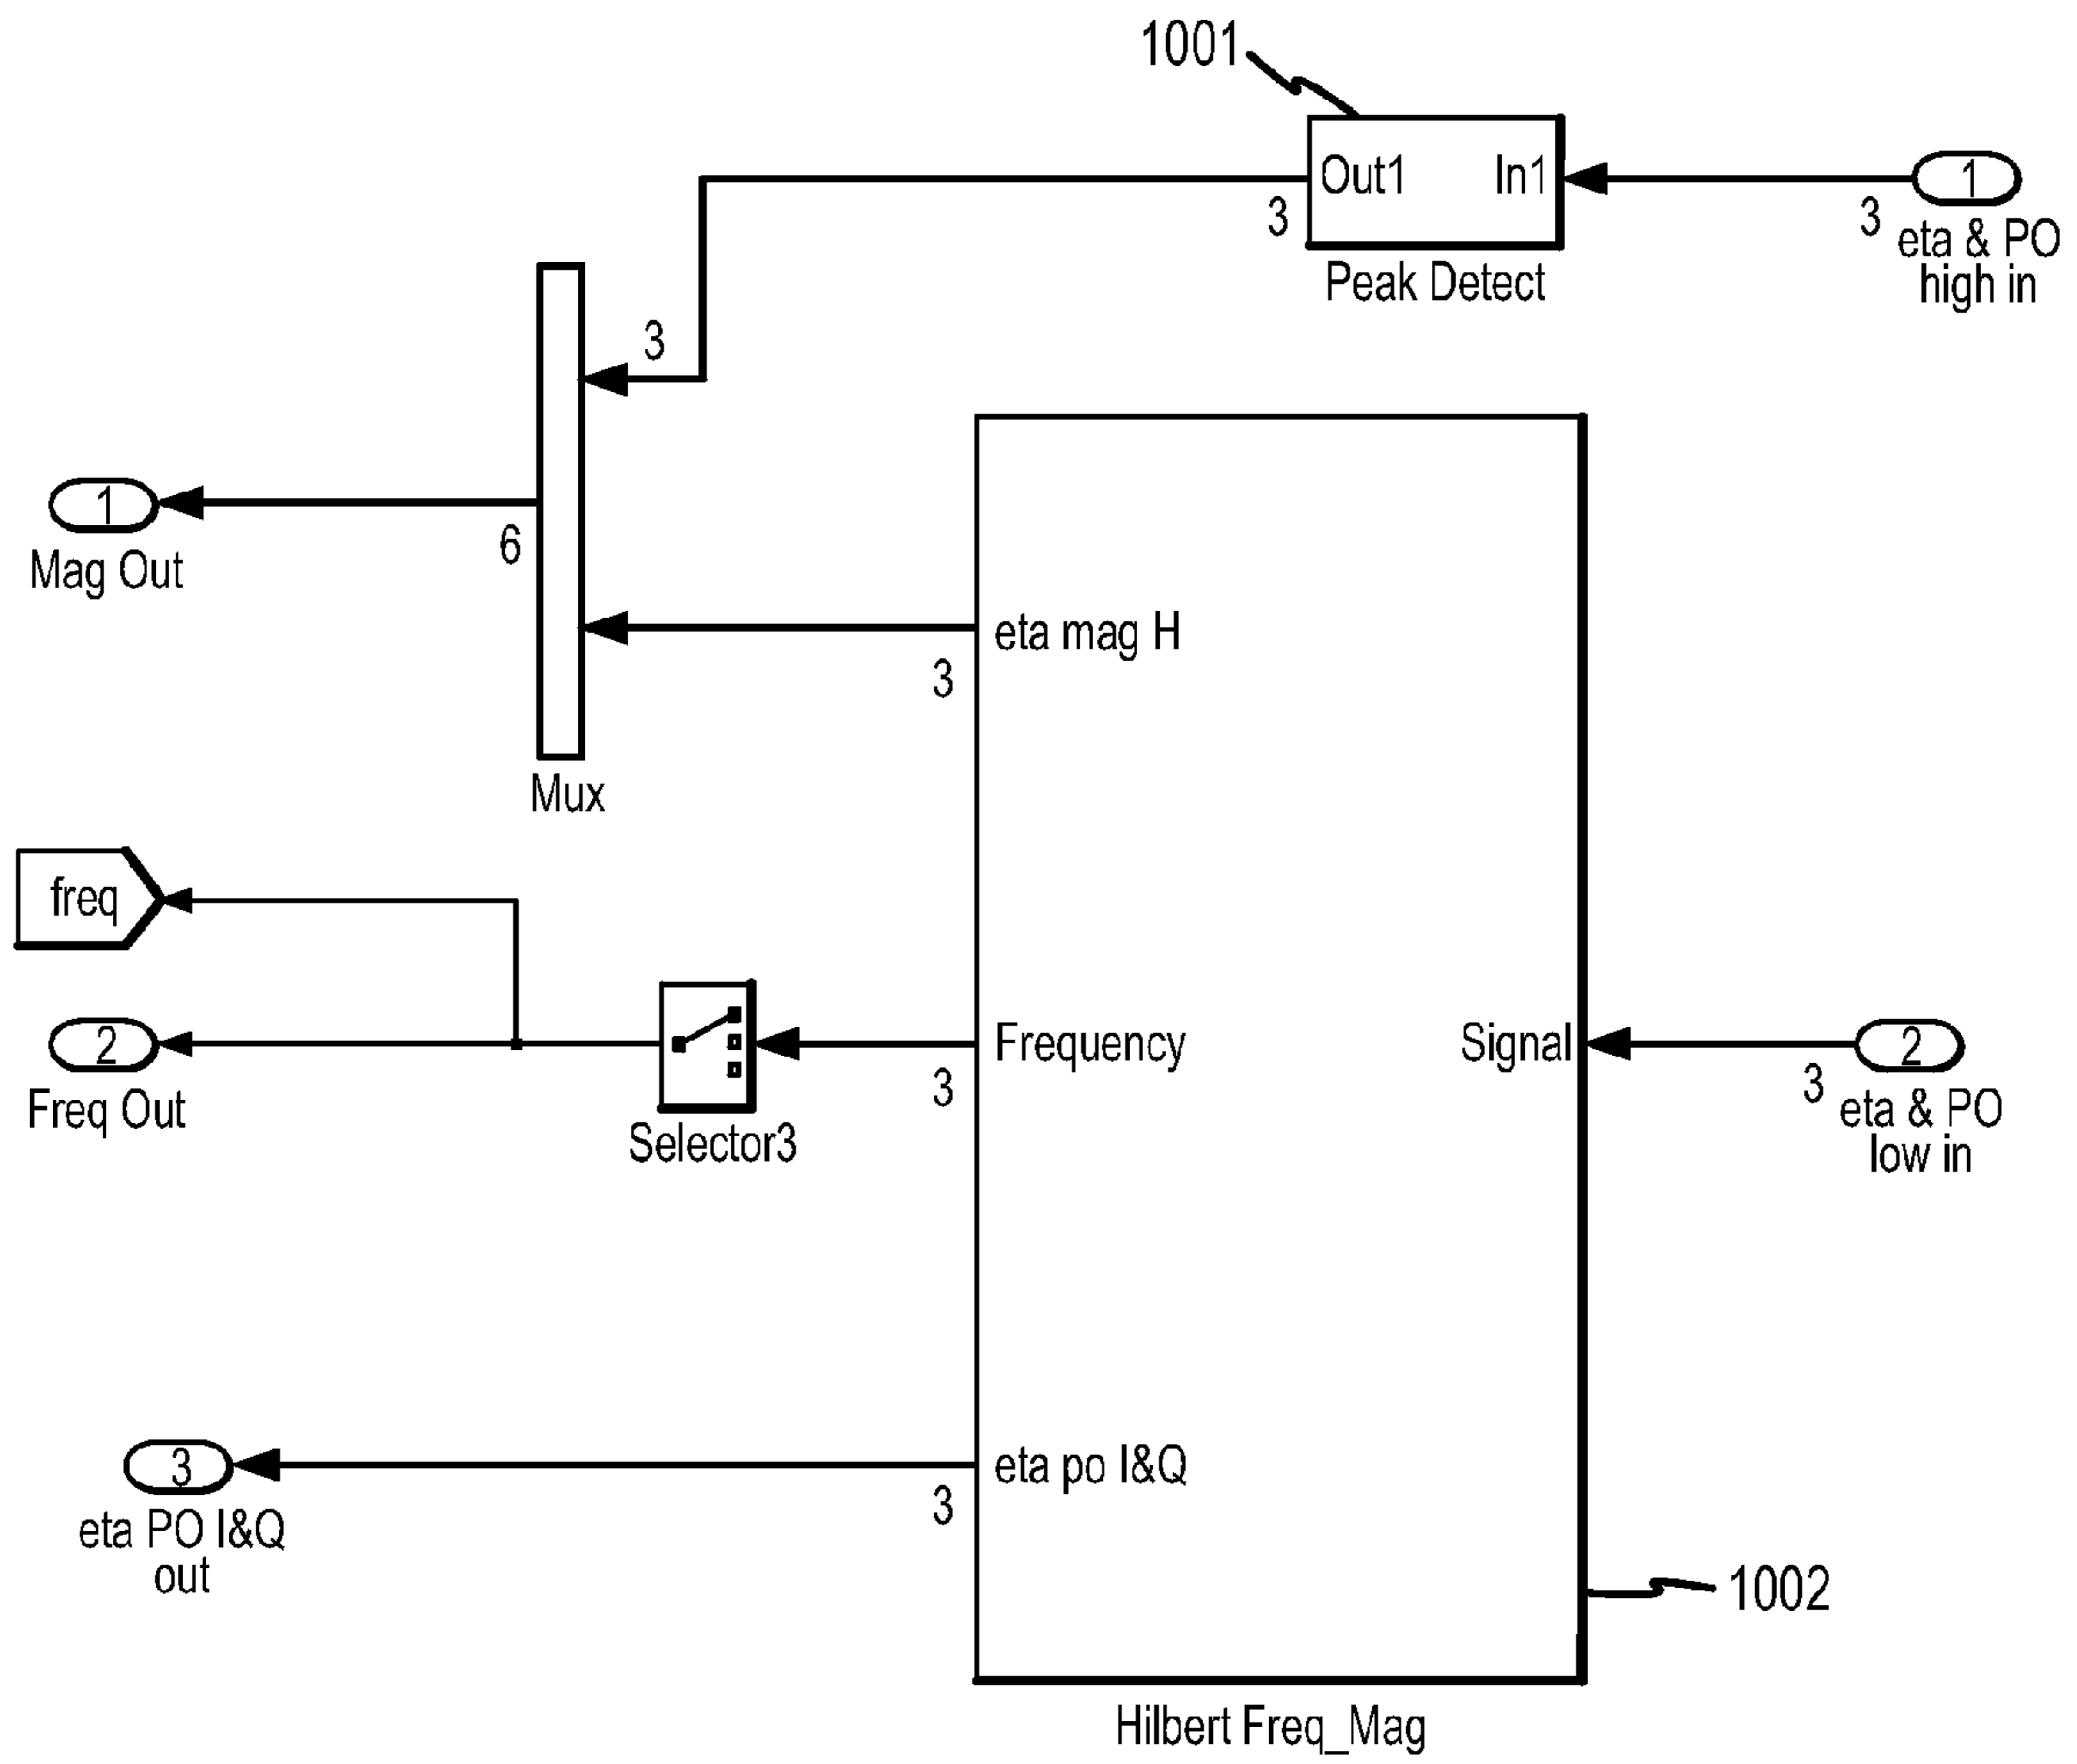 1001
Out1 In1
3
3
1
eta & PO
high in
Peak Detect
3
1
Mag Out
6
eta mag H
3
Mux
freq
2
Freq Out
Selector3
Frequency
3
Signal
3
2
eta & PO
low in
3
eta PO I&Q
out
eta po I&Q
3
1002
Hilbert Freq_Mag